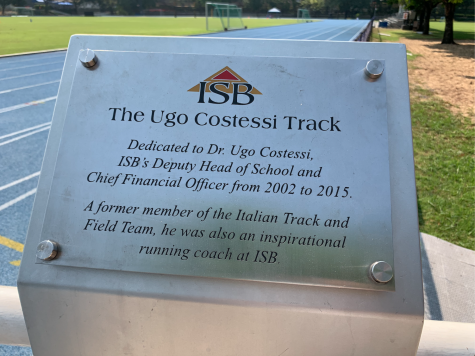 ISB
The Ugo Costessi Track
Dedicated to Dr. Ugo Costessi,
ISB's Deputy Head of School and
Chief Financial Officer from 2002 to 2015.
A former member of the Italian Track and
Field Team, he was also an inspirational
running coach at ISB.